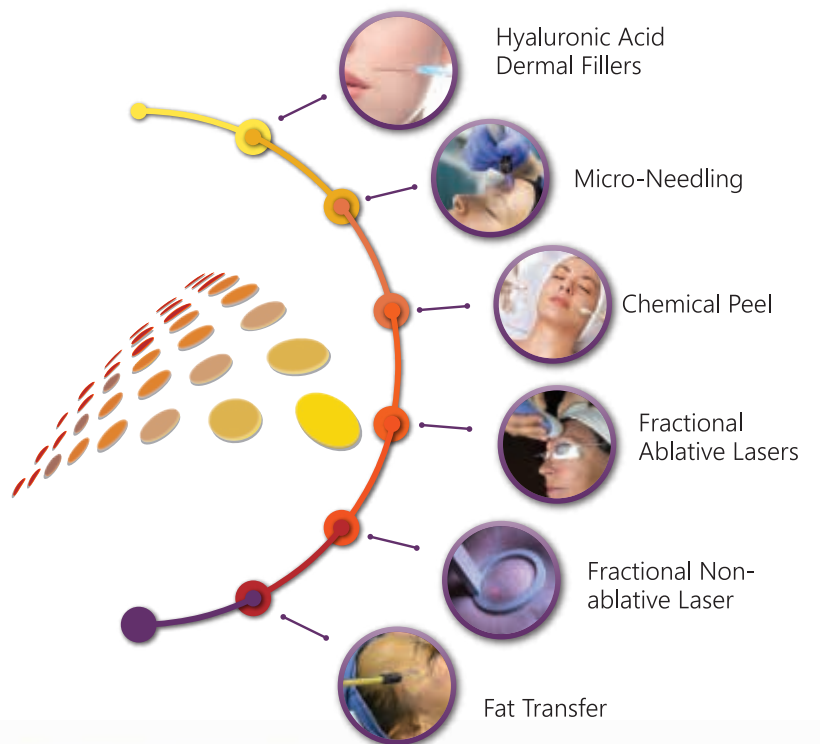 Hyaluronic Acid
Dermal Fillers
Micro-Needling
Chemical Peel
Fractional
Ablative Lasers
Fractional Non-
ablative Laser
Fat Transfer